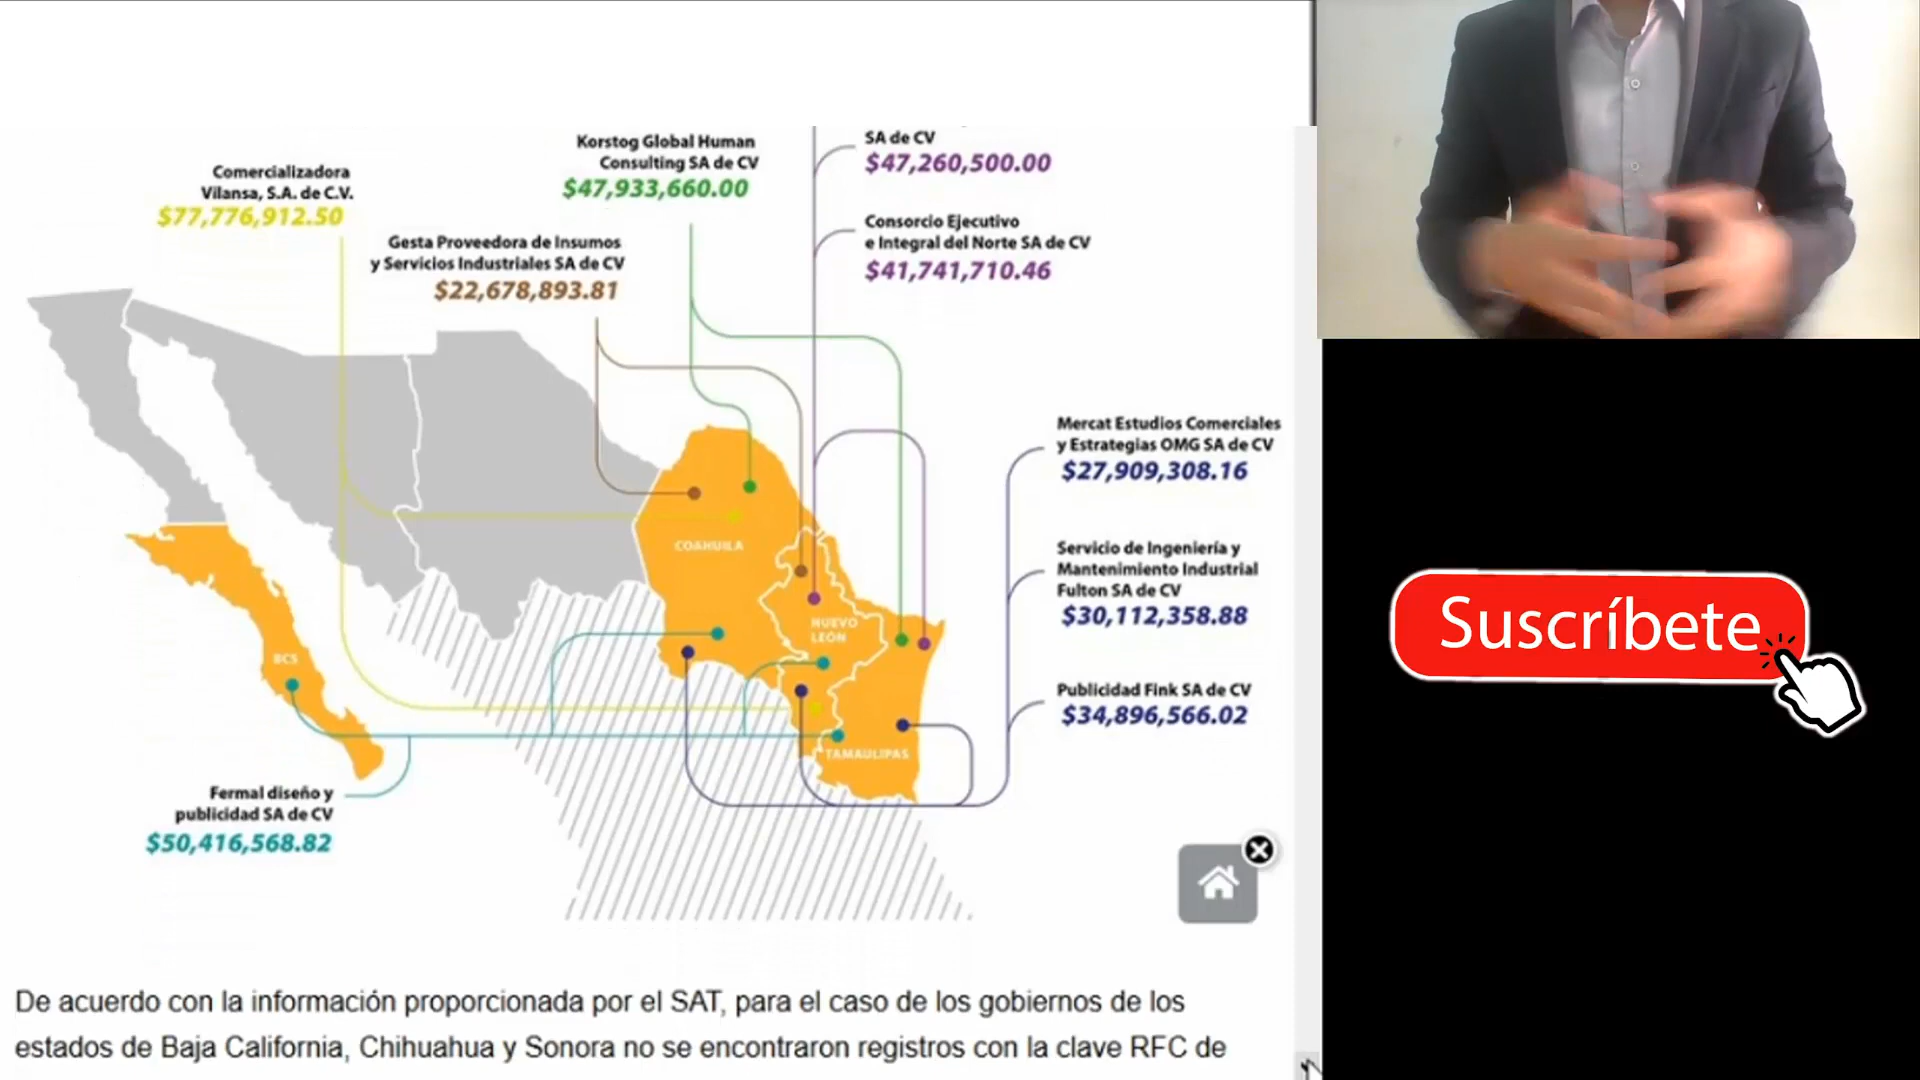 Korstog Global Human
Consulting SA de CV
$47,933,660.00
SA de CV
$47,260,500.00
Comercializadora
Vilansa, S.A. de C.V.
$77,776,912.50
Gesta Proveedora de Insumos
y Servicios Industriales SA de CV
$22,678,893.81
Consorcio Ejecutivo
e Integral del Norte SA de CV
$41,741,710.46
Mercat Estudios Comerciales
y Estrategias OMG SA de CV
$27,909,308.16
COAHUILA
Servicio de Ingeniería y
Mantenimiento Industrial
Fulton SA de CV
$30,112,358.88
NUEVO
LEÓN
BCS
Publicidad Fink SA de CV
$34,896,566.02
TAMAULIPAS
Fermal diseño y
publicidad SA de CV
$50,416,568.82
De acuerdo con la información proporcionada por el SAT, para el caso de los gobiernos de los
estados de Baja California, Chihuahua y Sonora no se encontraron registros con la clave RFC de
Suscríbete